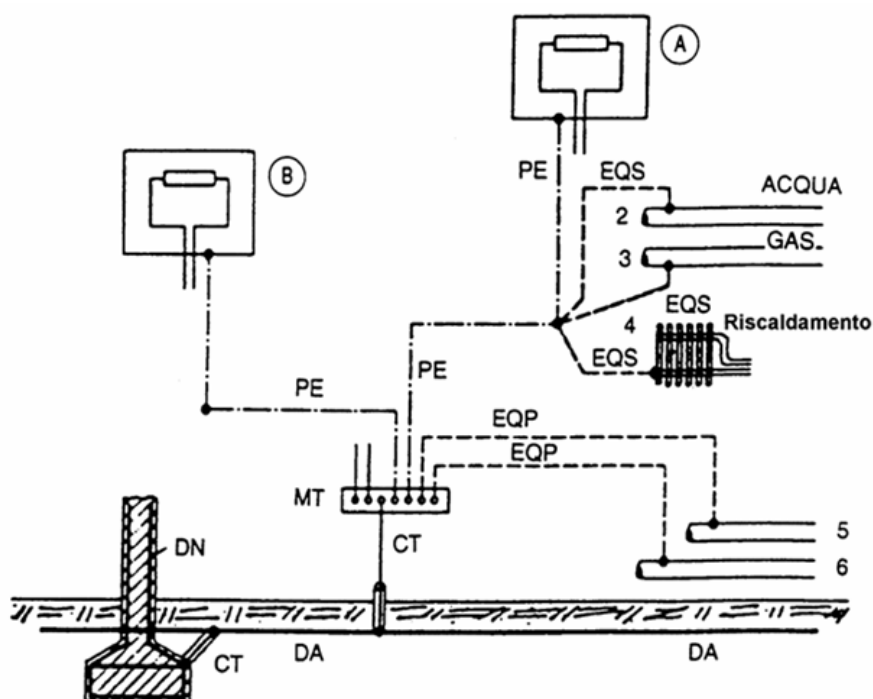 A
B
PE
EQS
ACQUA
2
GAS
3
EQS
4
Riscaldamento
EQS
PE
PE
EQP
EQP
MT
CT
5
DN
6
CT
DA
DA